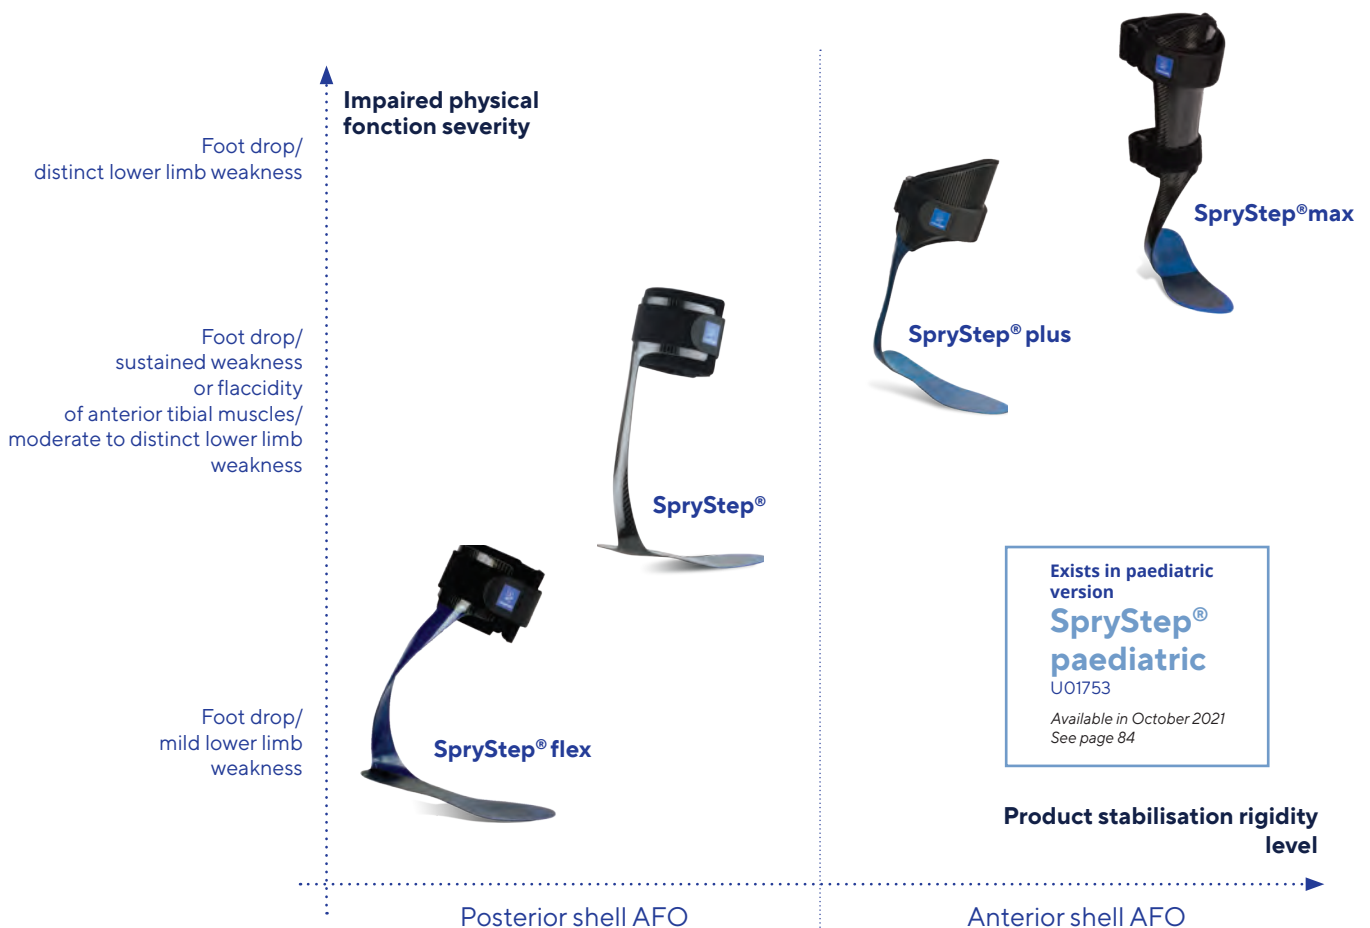 Impaired physical
fonction severity
Foot drop/
distinct lower limb weakness
SpryStep®max
SpryStep® plus
Foot drop/
sustained weakness
or flaccidity
of anterior tibial muscles/
moderate to distinct lower limb
weakness
SpryStep®
Exists in paediatric
version
SpryStep®
paediatric
U01753
Available in October 2021
See page 84
Foot drop/
mild lower limb
weakness
SpryStep® flex
Product stabilisation rigidity
level
Posterior shell AFO
Anterior shell AFO